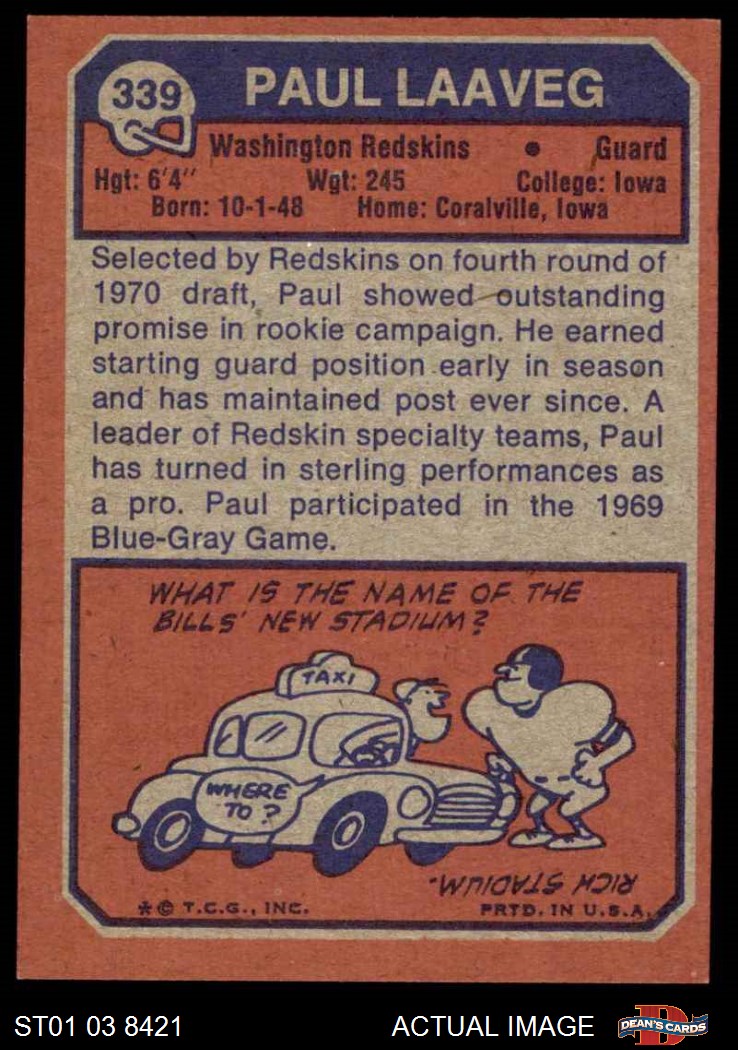 339
PAUL LAAVEG
Washington Redskins • Guard
Hgt: 6'4" Wgt: 245 College: Iowa
Born: 10-1-48 Home: Coralville, Iowa
Selected by Redskins on fourth round of
1970 draft, Paul showed outstanding
promise in rookie campaign. He earned
starting guard position early in season
and has maintained post ever since. A
leader of Redskin specialty teams, Paul
has turned in sterling performances as
a pro. Paul participated in the 1969
Blue-Gray Game.
WHAT IS THE NAME OF THE
BILLS' NEW STADIUM?
TAXI
WHERE
TO?
RICH STADIUM.
* © T.C.G., INC. PRTD. IN U.S.A.
ST01 03 8421 ACTUAL IMAGE D DEAN'S CARDS